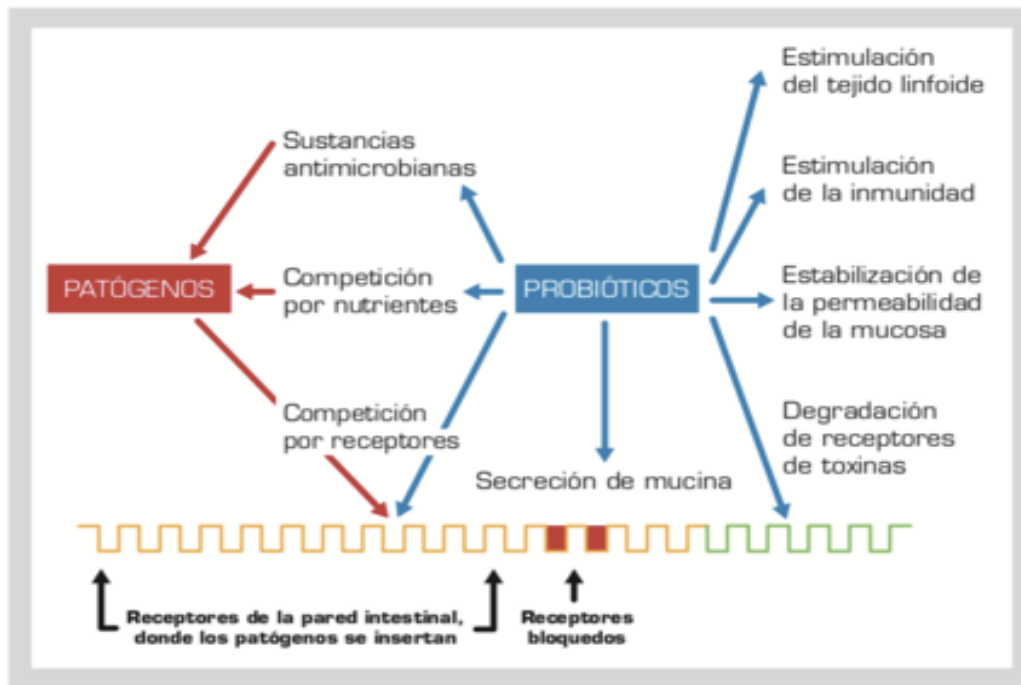 Estimulación
del tejido linfoide
Sustancias
antimicrobianas
Estimulación
de la inmunidad
PATÓGENOS
Competición
por nutrientes
PROBIÓTICOS
Estabilización de
la permeabilidad
de la mucosa
Competición
por receptores
Degradación
de receptores
de toxinas
Secreción de mucina
Receptores de la pared intestinal,
donde los patógenos se insertan
Receptores
bloquedos